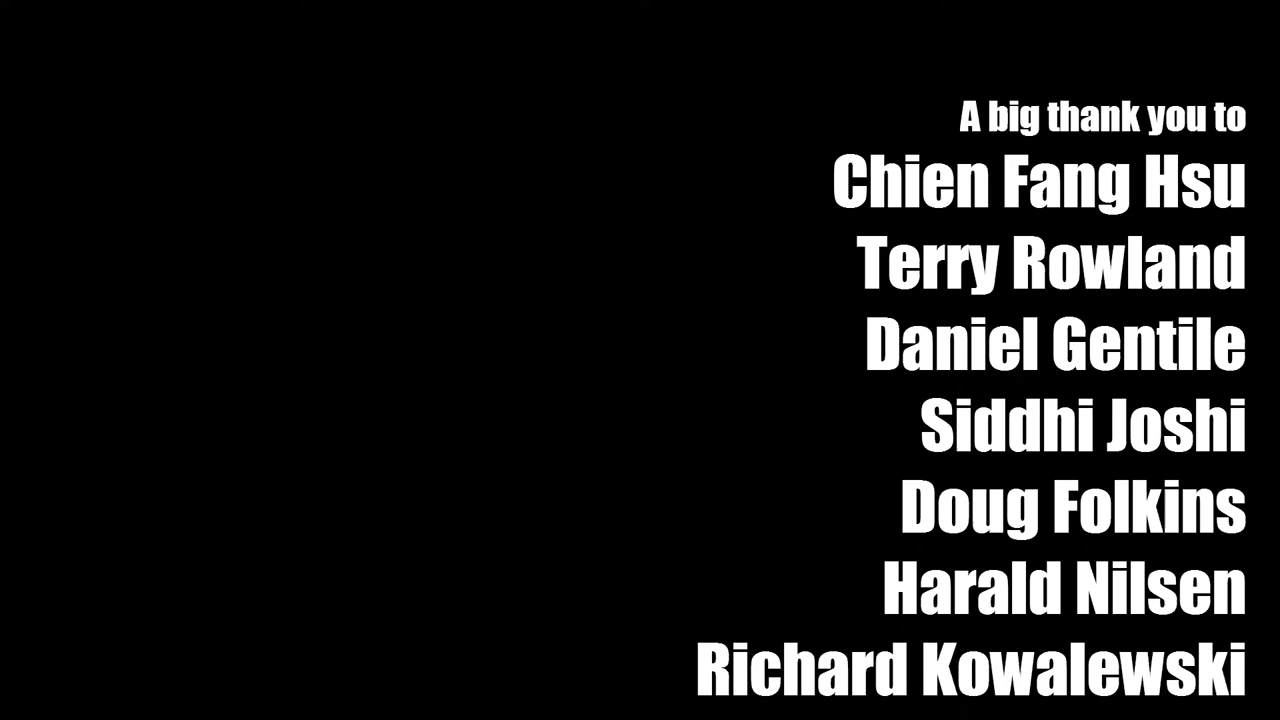 A big thank you to
Chien Fang Hsu
Terry Rowland
Daniel Gentile
Siddhi Joshi
Doug Folkins
Harald Nilsen
Richard Kowalewski